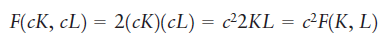 F(cK, cL) = 2(cK)(cL) = c²2KL = c²F(K, L)